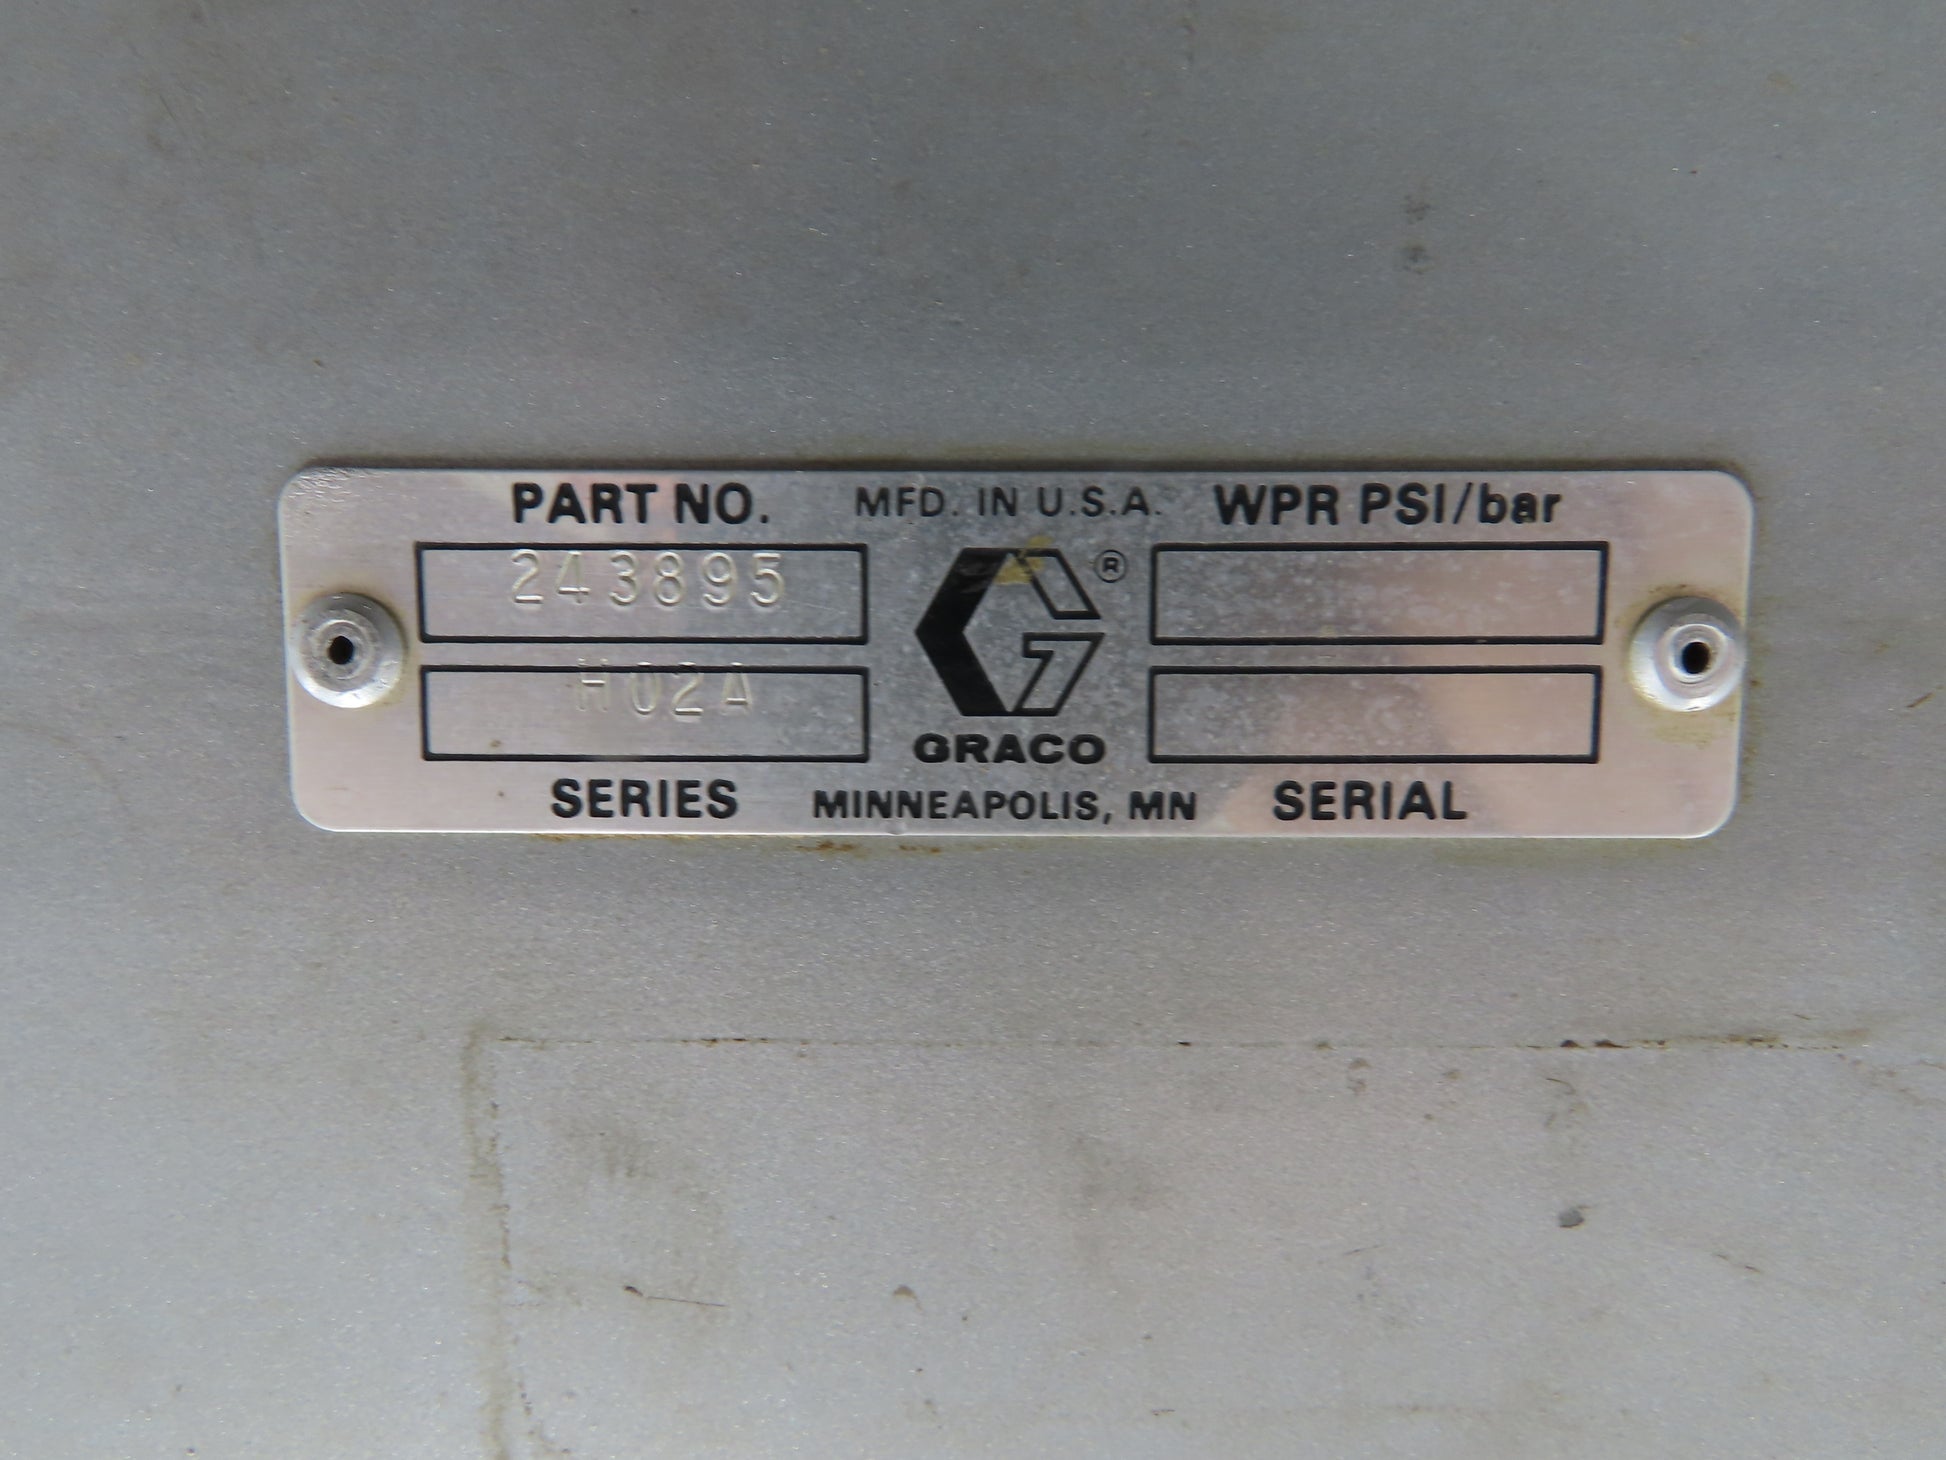 PART NO. MFD. IN U.S.A. WPR PSI/bar
243895 ®
H02A
GRACO
SERIES MINNEAPOLIS, MN SERIAL